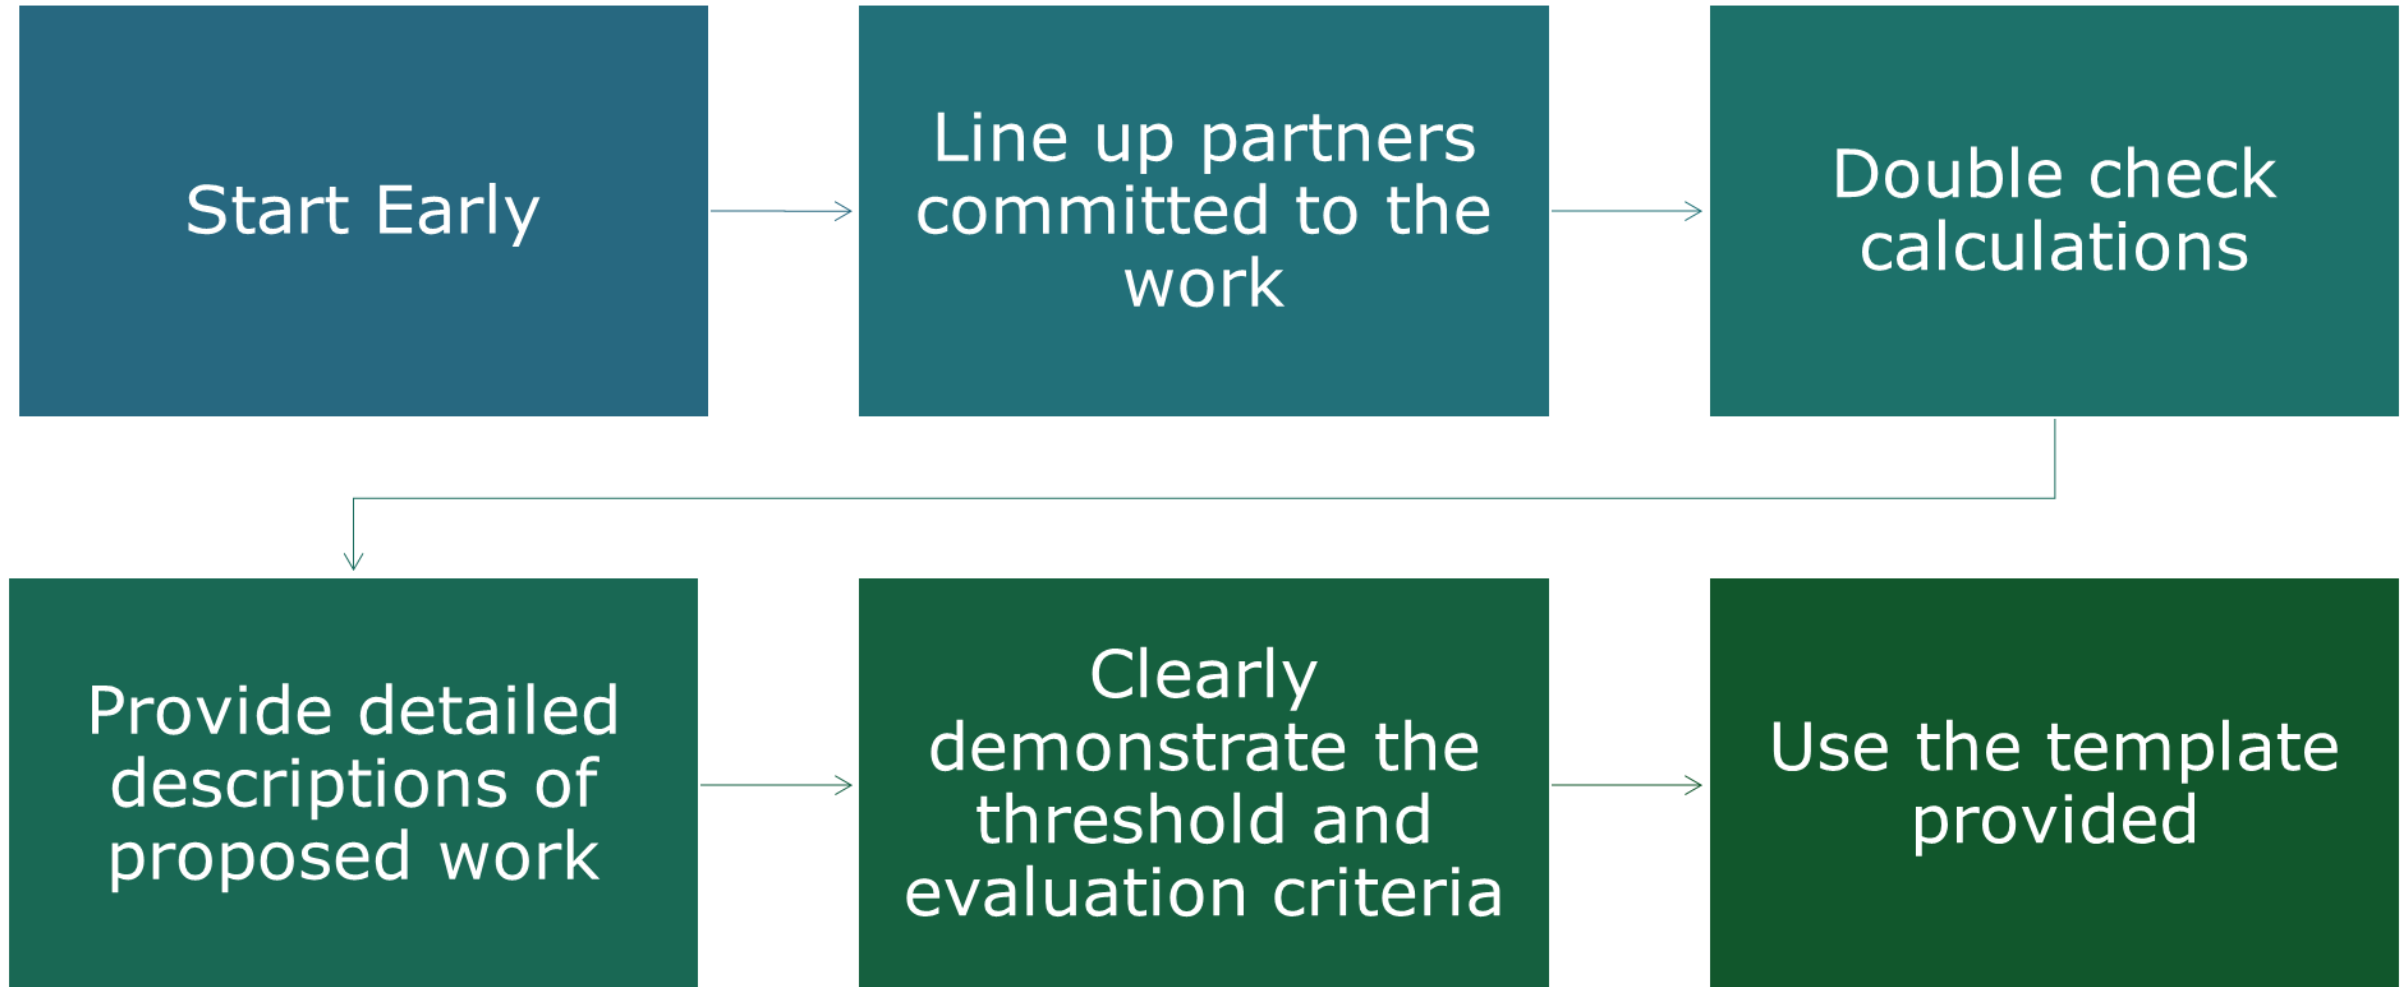 Start Early
Line up partners
committed to the
work
Double check
calculations
Provide detailed
descriptions of
proposed work
Clearly
demonstrate the
threshold and
evaluation criteria
Use the template
provided